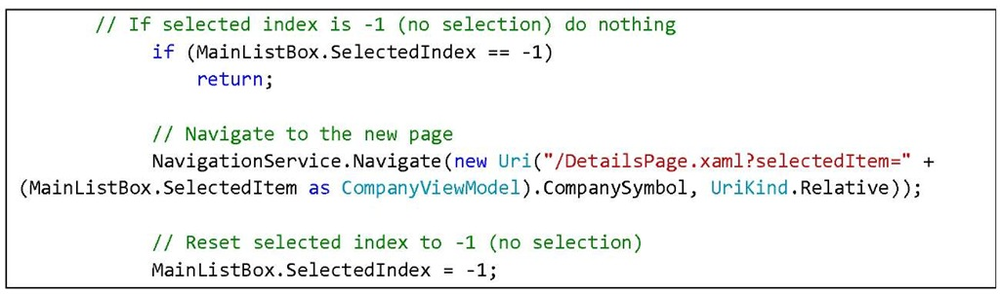 // If selected index is -1 (no selection) do nothing
if (MainListBox.SelectedIndex == -1)
return;
// Navigate to the new page
NavigationService.Navigate(new Uri("/DetailsPage.xaml?selectedItem=" +
(MainListBox.SelectedItem as CompanyViewModel).CompanySymbol, UriKind.Relative));
// Reset selected index to -1 (no selection)
MainListBox.SelectedIndex = -1;